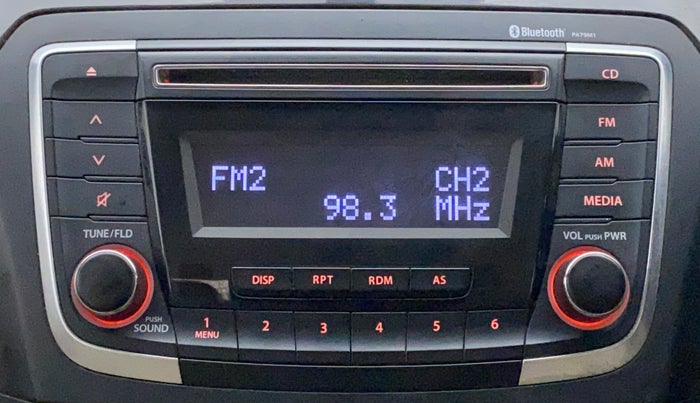 Bluetooth PA79M1
CD
FM
AM
MEDIA
FM2 CH2
98.3 MHz
TUNE/FLD
VOL PUSH PWR
DISP RPT RDM AS
PUSH
SOUND
1 2 3 4 5 6
MENU